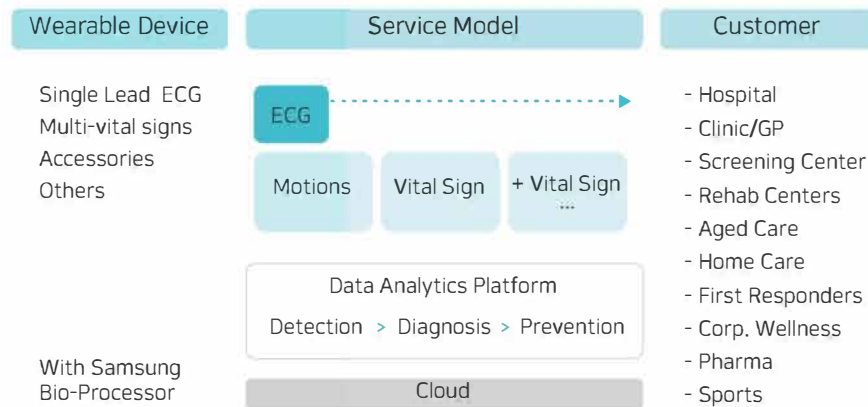 Wearable Device
Single Lead ECG
Multi-vital signs
Accessories
Others
With Samsung
Bio-Processor
Service Model
ECG
Motions
Vital Sign
+ Vital Sign
...
Data Analytics Platform
Detection > Diagnosis > Prevention
Cloud
Customer
- Hospital
- Clinic/GP
- Screening Center
- Rehab Centers
- Aged Care
- Home Care
- First Responders
- Corp. Wellness
- Pharma
- Sports